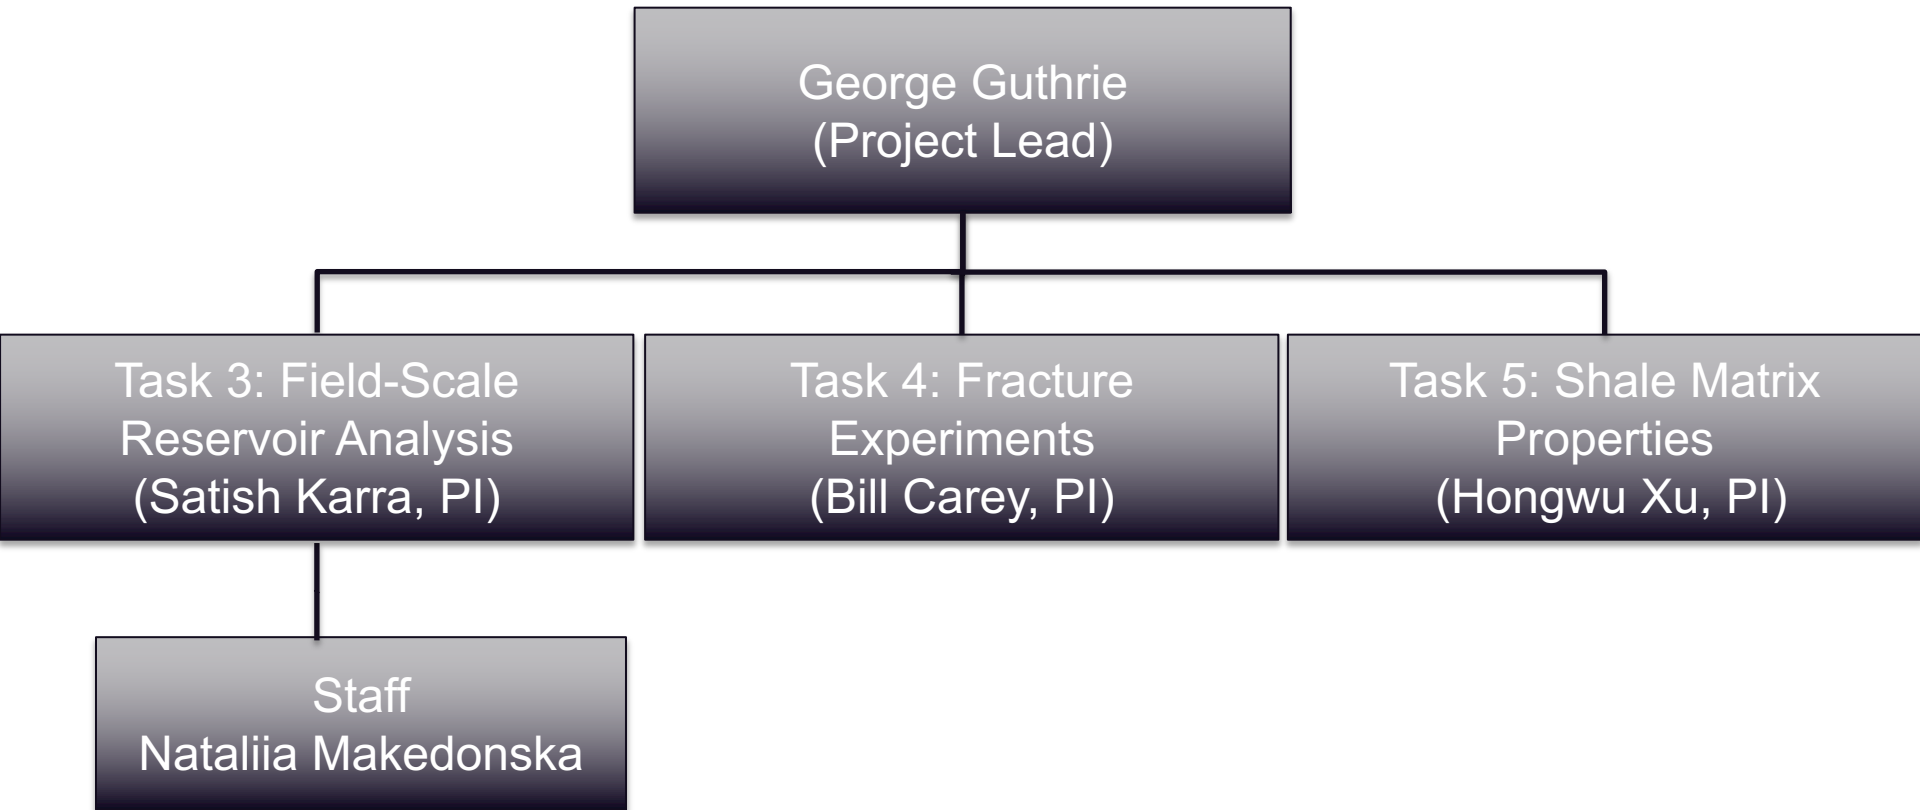 George Guthrie
(Project Lead)
Task 3: Field-Scale
Reservoir Analysis
(Satish Karra, PI)
Task 4: Fracture
Experiments
(Bill Carey, PI)
Task 5: Shale Matrix
Properties
(Hongwu Xu, PI)
Staff
Nataliia Makedonska